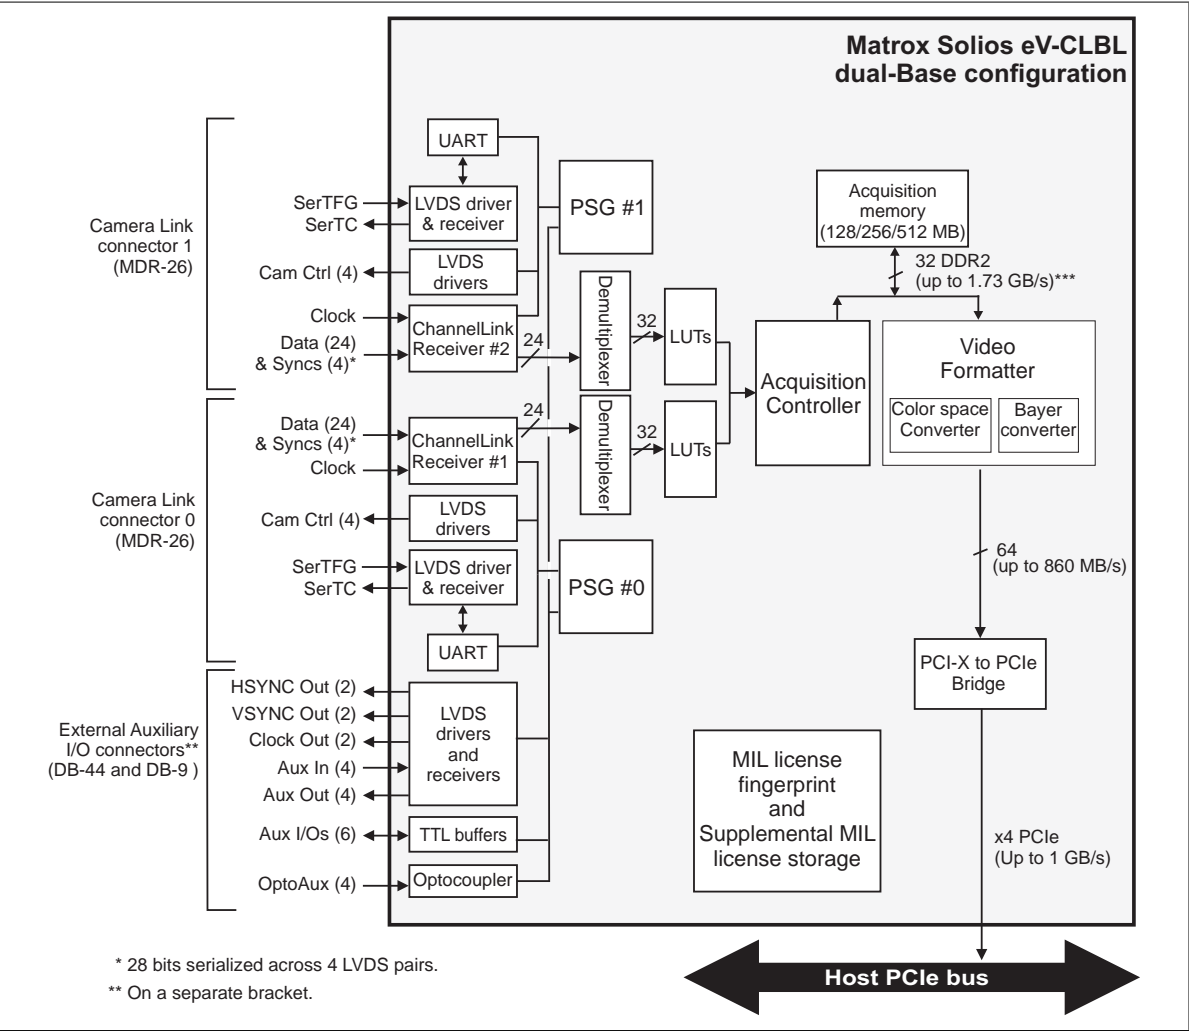 Matrox Solios eV-CLBL
dual-Base configuration
Camera Link
connector 1
(MDR-26)
SerTFG
SerTC
Cam Ctrl (4)
Clock
Data (24)
& Syncs (4)*
UART
LVDS driver
& receiver
LVDS
drivers
ChannelLink
Receiver #2
PSG #1
24
Demultiplexer
32
LUTs
Acquisition
memory
(128/256/512 MB)
32 DDR2
(up to 1.73 GB/s)***
Acquisition
Controller
Video
Formatter
Color space
Converter
Bayer
converter
Camera Link
connector 0
(MDR-26)
Data (24)
& Syncs (4)*
Clock
Cam Ctrl (4)
SerTFG
SerTC
ChannelLink
Receiver #1
LVDS
drivers
LVDS driver
& receiver
UART
24
Demultiplexer
32
LUTs
PSG #0
64
(up to 860 MB/s)
PCI-X to PCIe
Bridge
External Auxiliary
I/O connectors**
(DB-44 and DB-9 )
HSYNC Out (2)
VSYNC Out (2)
Clock Out (2)
Aux In (4)
Aux Out (4)
Aux I/Os (6)
OptoAux (4)
LVDS
drivers
and
receivers
TTL buffers
Optocoupler
MIL license
fingerprint
and
Supplemental MIL
license storage
x4 PCIe
(Up to 1 GB/s)
Host PCIe bus
* 28 bits serialized across 4 LVDS pairs.
** On a separate bracket.